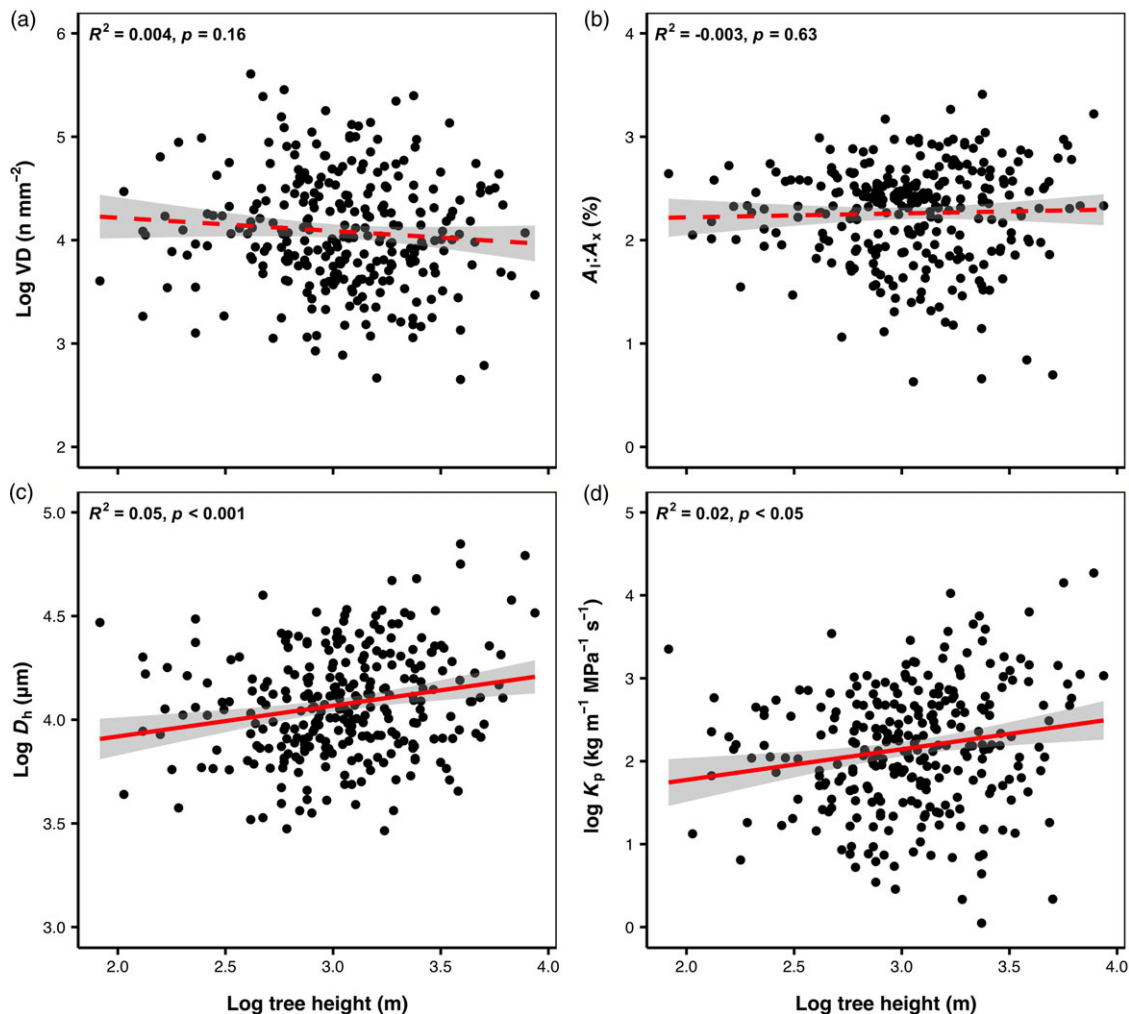 (a)
R² = 0.004, p = 0.16
Log VD (n mm⁻²)
6
5
4
3
2
(b)
R² = -0.003, p = 0.63
Aₗ:Aₓ (%)
4
3
2
1
0
(c)
R² = 0.05, p < 0.001
Log Dₕ (µm)
5.0
4.5
4.0
3.5
3.0
2.0 2.5 3.0 3.5 4.0
Log tree height (m)
(d)
R² = 0.02, p < 0.05
log Kₚ (kg m⁻¹ MPa⁻¹ s⁻¹)
5
4
3
2
1
0
2.0 2.5 3.0 3.5 4.0
Log tree height (m)